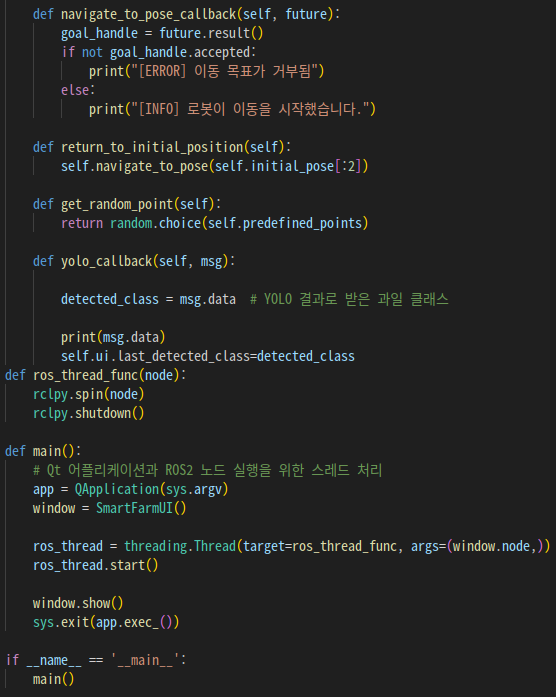 def navigate_to_pose_callback(self, future):
goal_handle = future.result()
if not goal_handle.accepted:
print("[ERROR] 이동 목표가 거부됨")
else:
print("[INFO] 로봇이 이동을 시작했습니다.")
def return_to_initial_position(self):
self.navigate_to_pose(self.initial_pose[:2])
def get_random_point(self):
return random.choice(self.predefined_points)
def yolo_callback(self, msg):
detected_class = msg.data  # YOLO 결과로 받은 과일 클래스
print(msg.data)
self.ui.last_detected_class=detected_class
def ros_thread_func(node):
rclpy.spin(node)
rclpy.shutdown()
def main():
# Qt 어플리케이션과 ROS2 노드 실행을 위한 스레드 처리
app = QApplication(sys.argv)
window = SmartFarmUI()
ros_thread = threading.Thread(target=ros_thread_func, args=(window.node,))
ros_thread.start()
window.show()
sys.exit(app.exec_())
if __name__ == '__main__':
main()